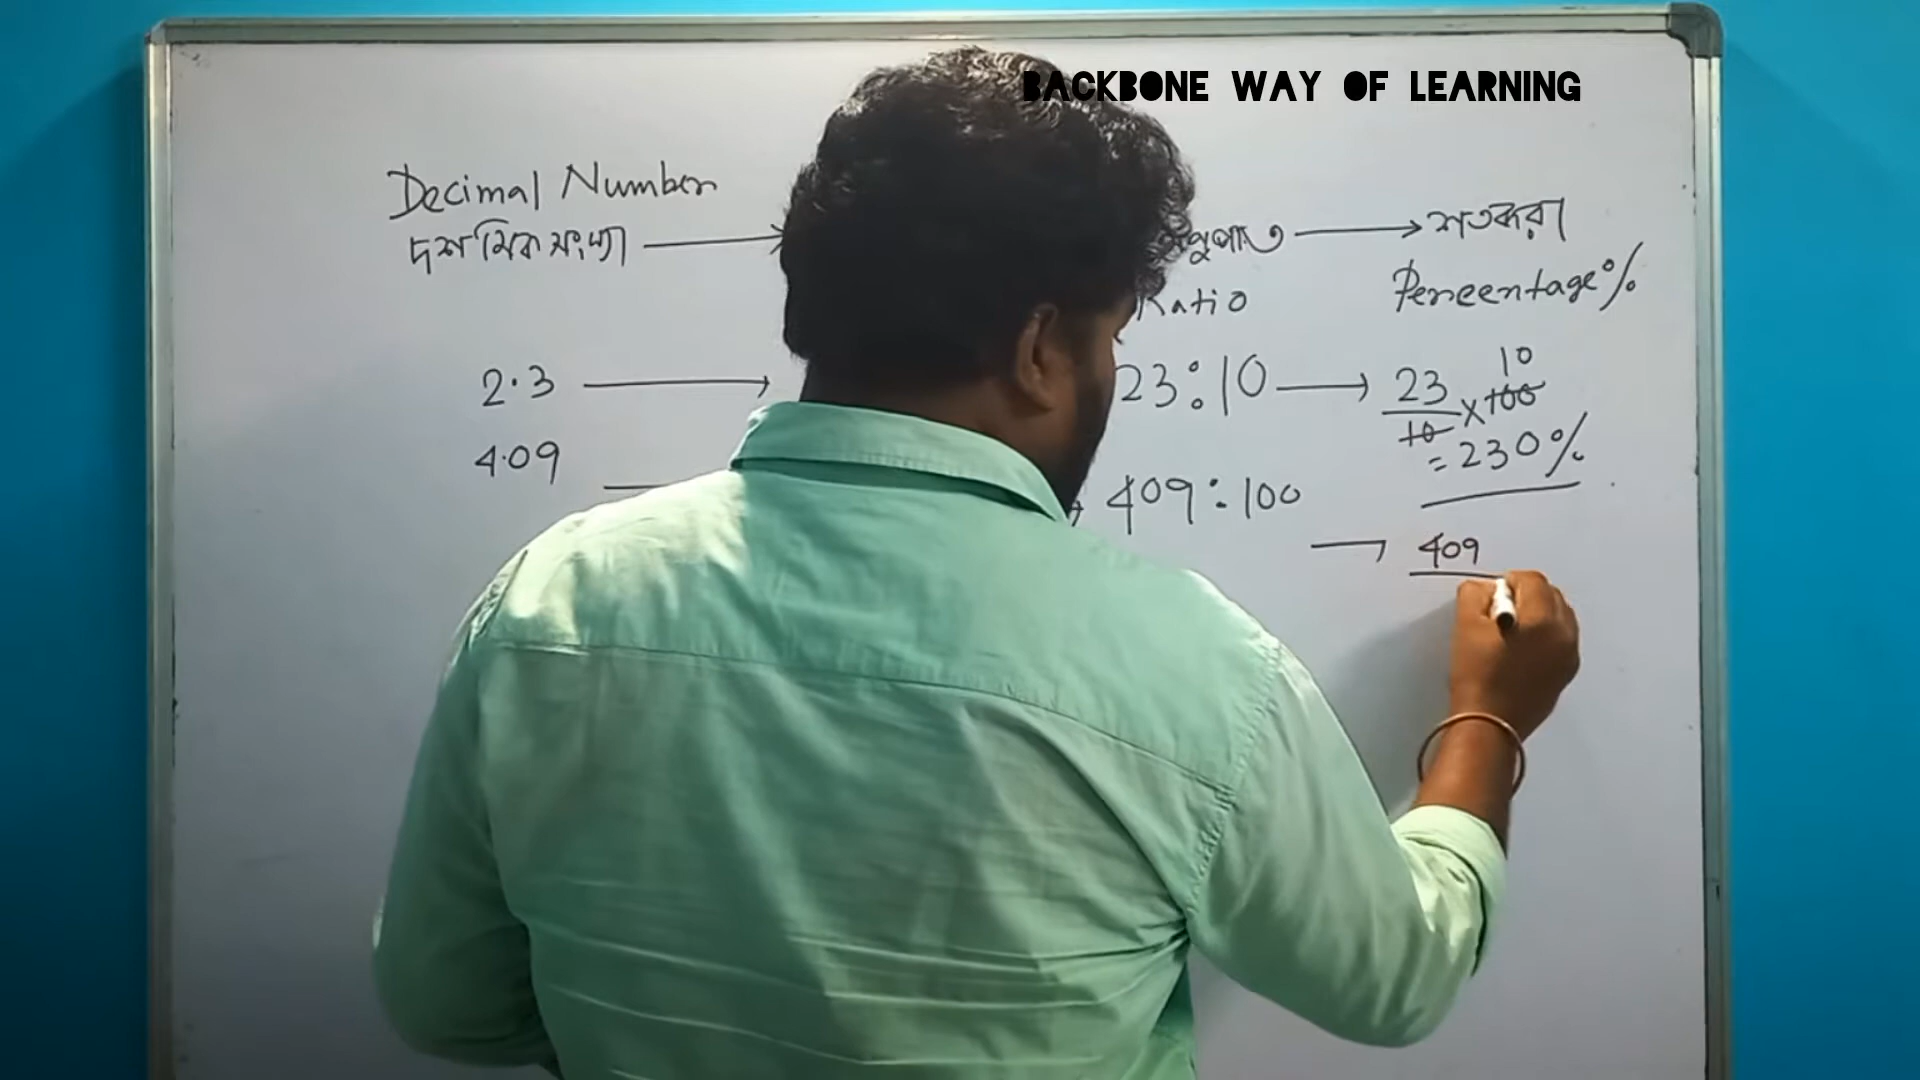 BACKBONE WAY OF LEARNING
Decimal Number
দশমিক সংখ্যা → → শতকরা
Ratio Percentage%
2.3 → 23:10 → 23/10 × 100 10
= 230%
4.09 → 409:100
→ 409